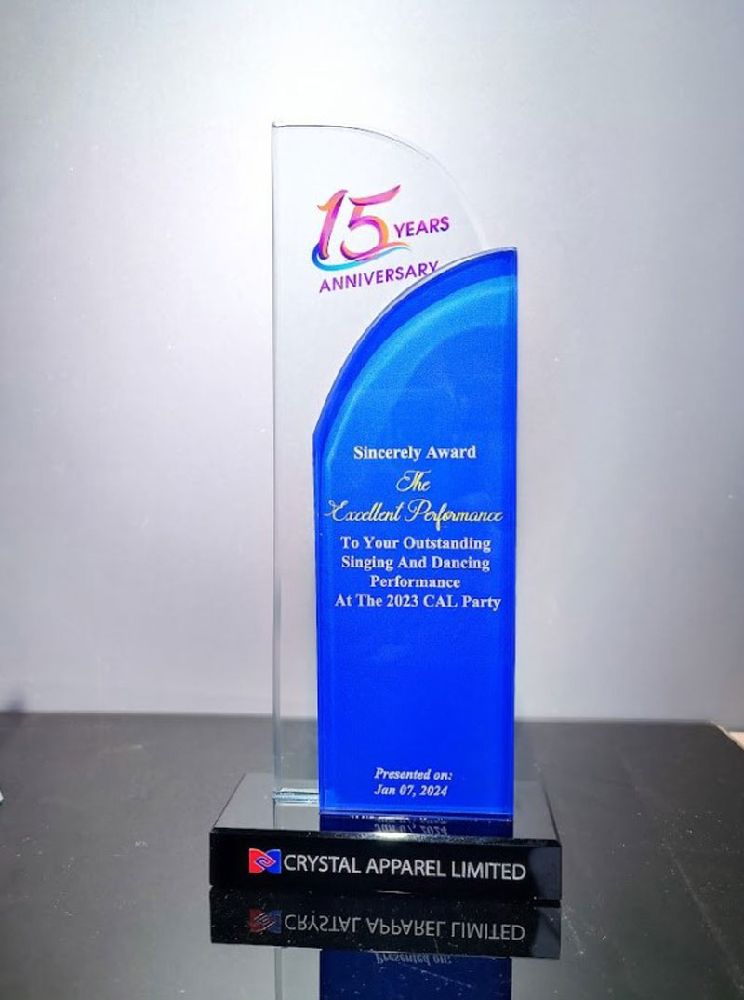 15 YEARS
ANNIVERSARY
Sincerely Award
The
Excellent Performance
To Your Outstanding
Singing And Dancing
Performance
At The 2023 CAL Party
Presented on:
Jan 07, 2024
CRYSTAL APPAREL LIMITED